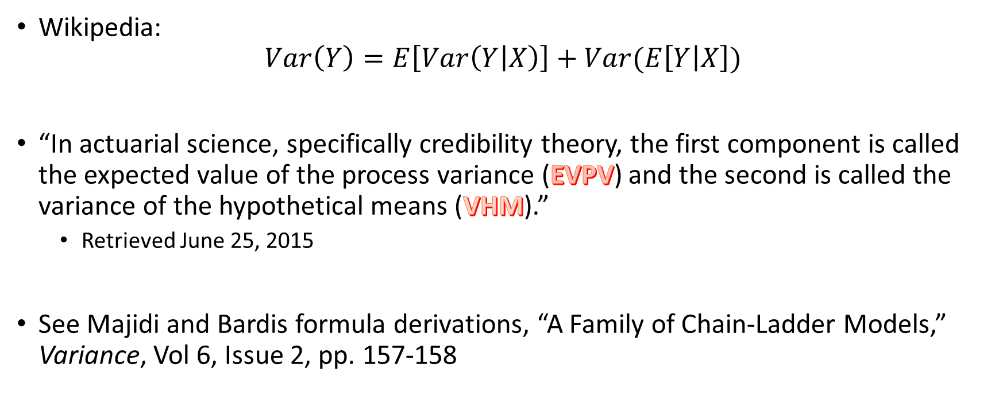 • Wikipedia:
Var(Y) = E[Var(Y|X)] + Var(E[Y|X])
• “In actuarial science, specifically credibility theory, the first component is called
the expected value of the process variance (EVPV) and the second is called the
variance of the hypothetical means (VHM).”
• Retrieved June 25, 2015
• See Majidi and Bardis formula derivations, “A Family of Chain-Ladder Models,”
Variance, Vol 6, Issue 2, pp. 157-158